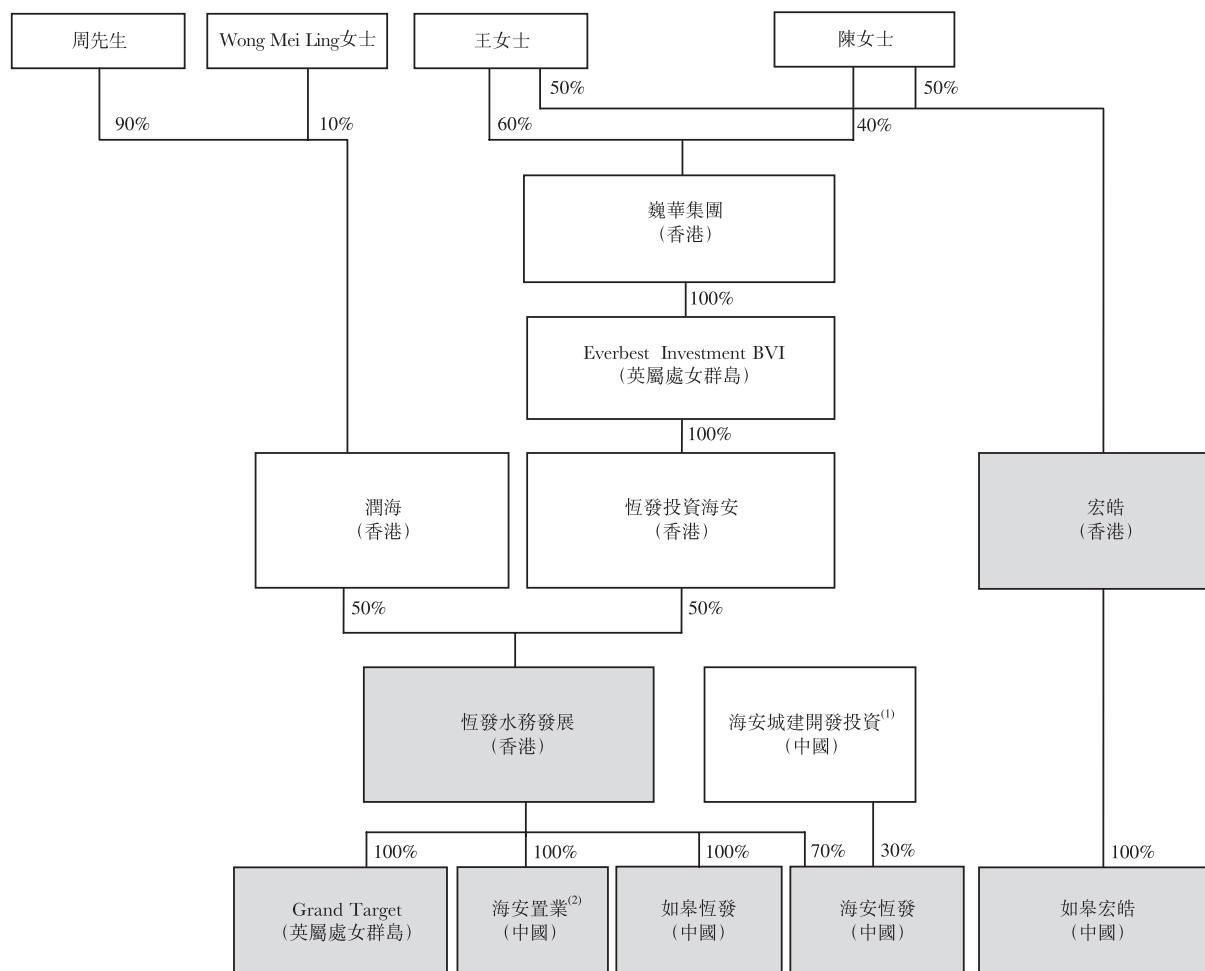 周先生
Wong Mei Ling女士
王女士
陳女士
50%
50%
90%
10%
60%
40%
巍華集團
(香港)
100%
Everbest Investment BVI
(英屬處女群島)
100%
潤海
(香港)
恆發投資海安
(香港)
宏皓
(香港)
50%
50%
恆發水務發展
(香港)
海安城建開發投資(1)
(中國)
100%
100%
100%
70%
30%
100%
Grand Target
(英屬處女群島)
海安置業(2)
(中國)
如皋恆發
(中國)
海安恆發
(中國)
如皋宏皓
(中國)